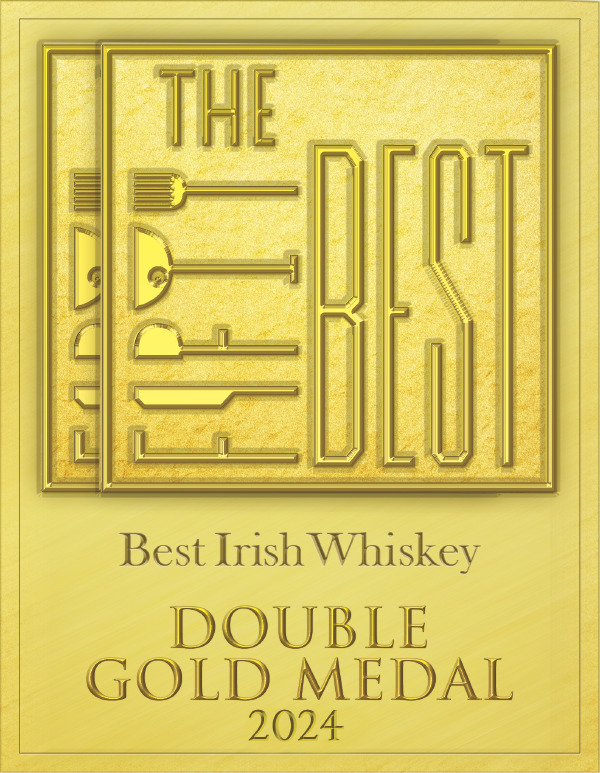 THE
FIFTY
BEST
Best Irish Whiskey
DOUBLE
GOLD MEDAL
2024